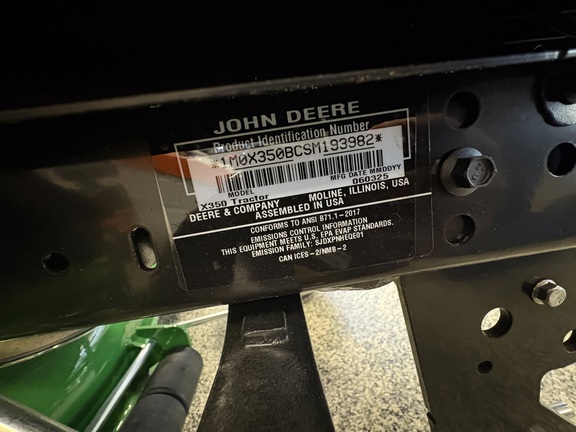 JOHN DEERE
Product Identification Number
*1M0X350BCSM193982*
MODEL
MFG DATE MMDDYY
X350 Tractor
060325
DEERE & COMPANY MOLINE, ILLINOIS, USA
ASSEMBLED IN USA
CONFORMS TO ANSI B71.1-2017
EMISSIONS CONTROL INFORMATION
THIS EQUIPMENT MEETS U.S. EPA EVAP STANDARDS.
EMISSION FAMILY: SJDXPNHEQE01
CAN ICES-2/NMB-2